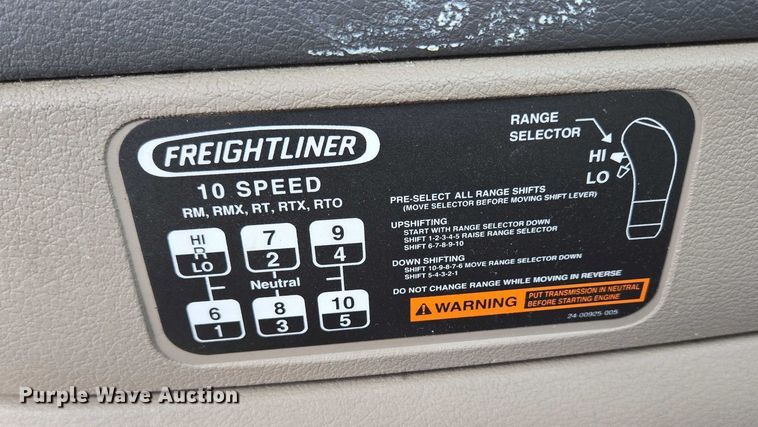 FREIGHTLINER
10 SPEED
RM, RMX, RT, RTX, RTO
HI
R
LO
7
2
9
4
Neutral
6
1
8
3
10
5
RANGE
SELECTOR
HI
LO
PRE-SELECT ALL RANGE SHIFTS
(MOVE SELECTOR BEFORE MOVING SHIFT LEVER)
UPSHIFTING
START WITH RANGE SELECTOR DOWN
SHIFT 1-2-3-4-5 RAISE RANGE SELECTOR
SHIFT 6-7-8-9-10
DOWN SHIFTING
SHIFT 10-9-8-7-6 MOVE RANGE SELECTOR DOWN
SHIFT 5-4-3-2-1
DO NOT CHANGE RANGE WHILE MOVING IN REVERSE
WARNING
PUT TRANSMISSION IN NEUTRAL
BEFORE STARTING ENGINE
24-00925-005
Purple Wave Auction